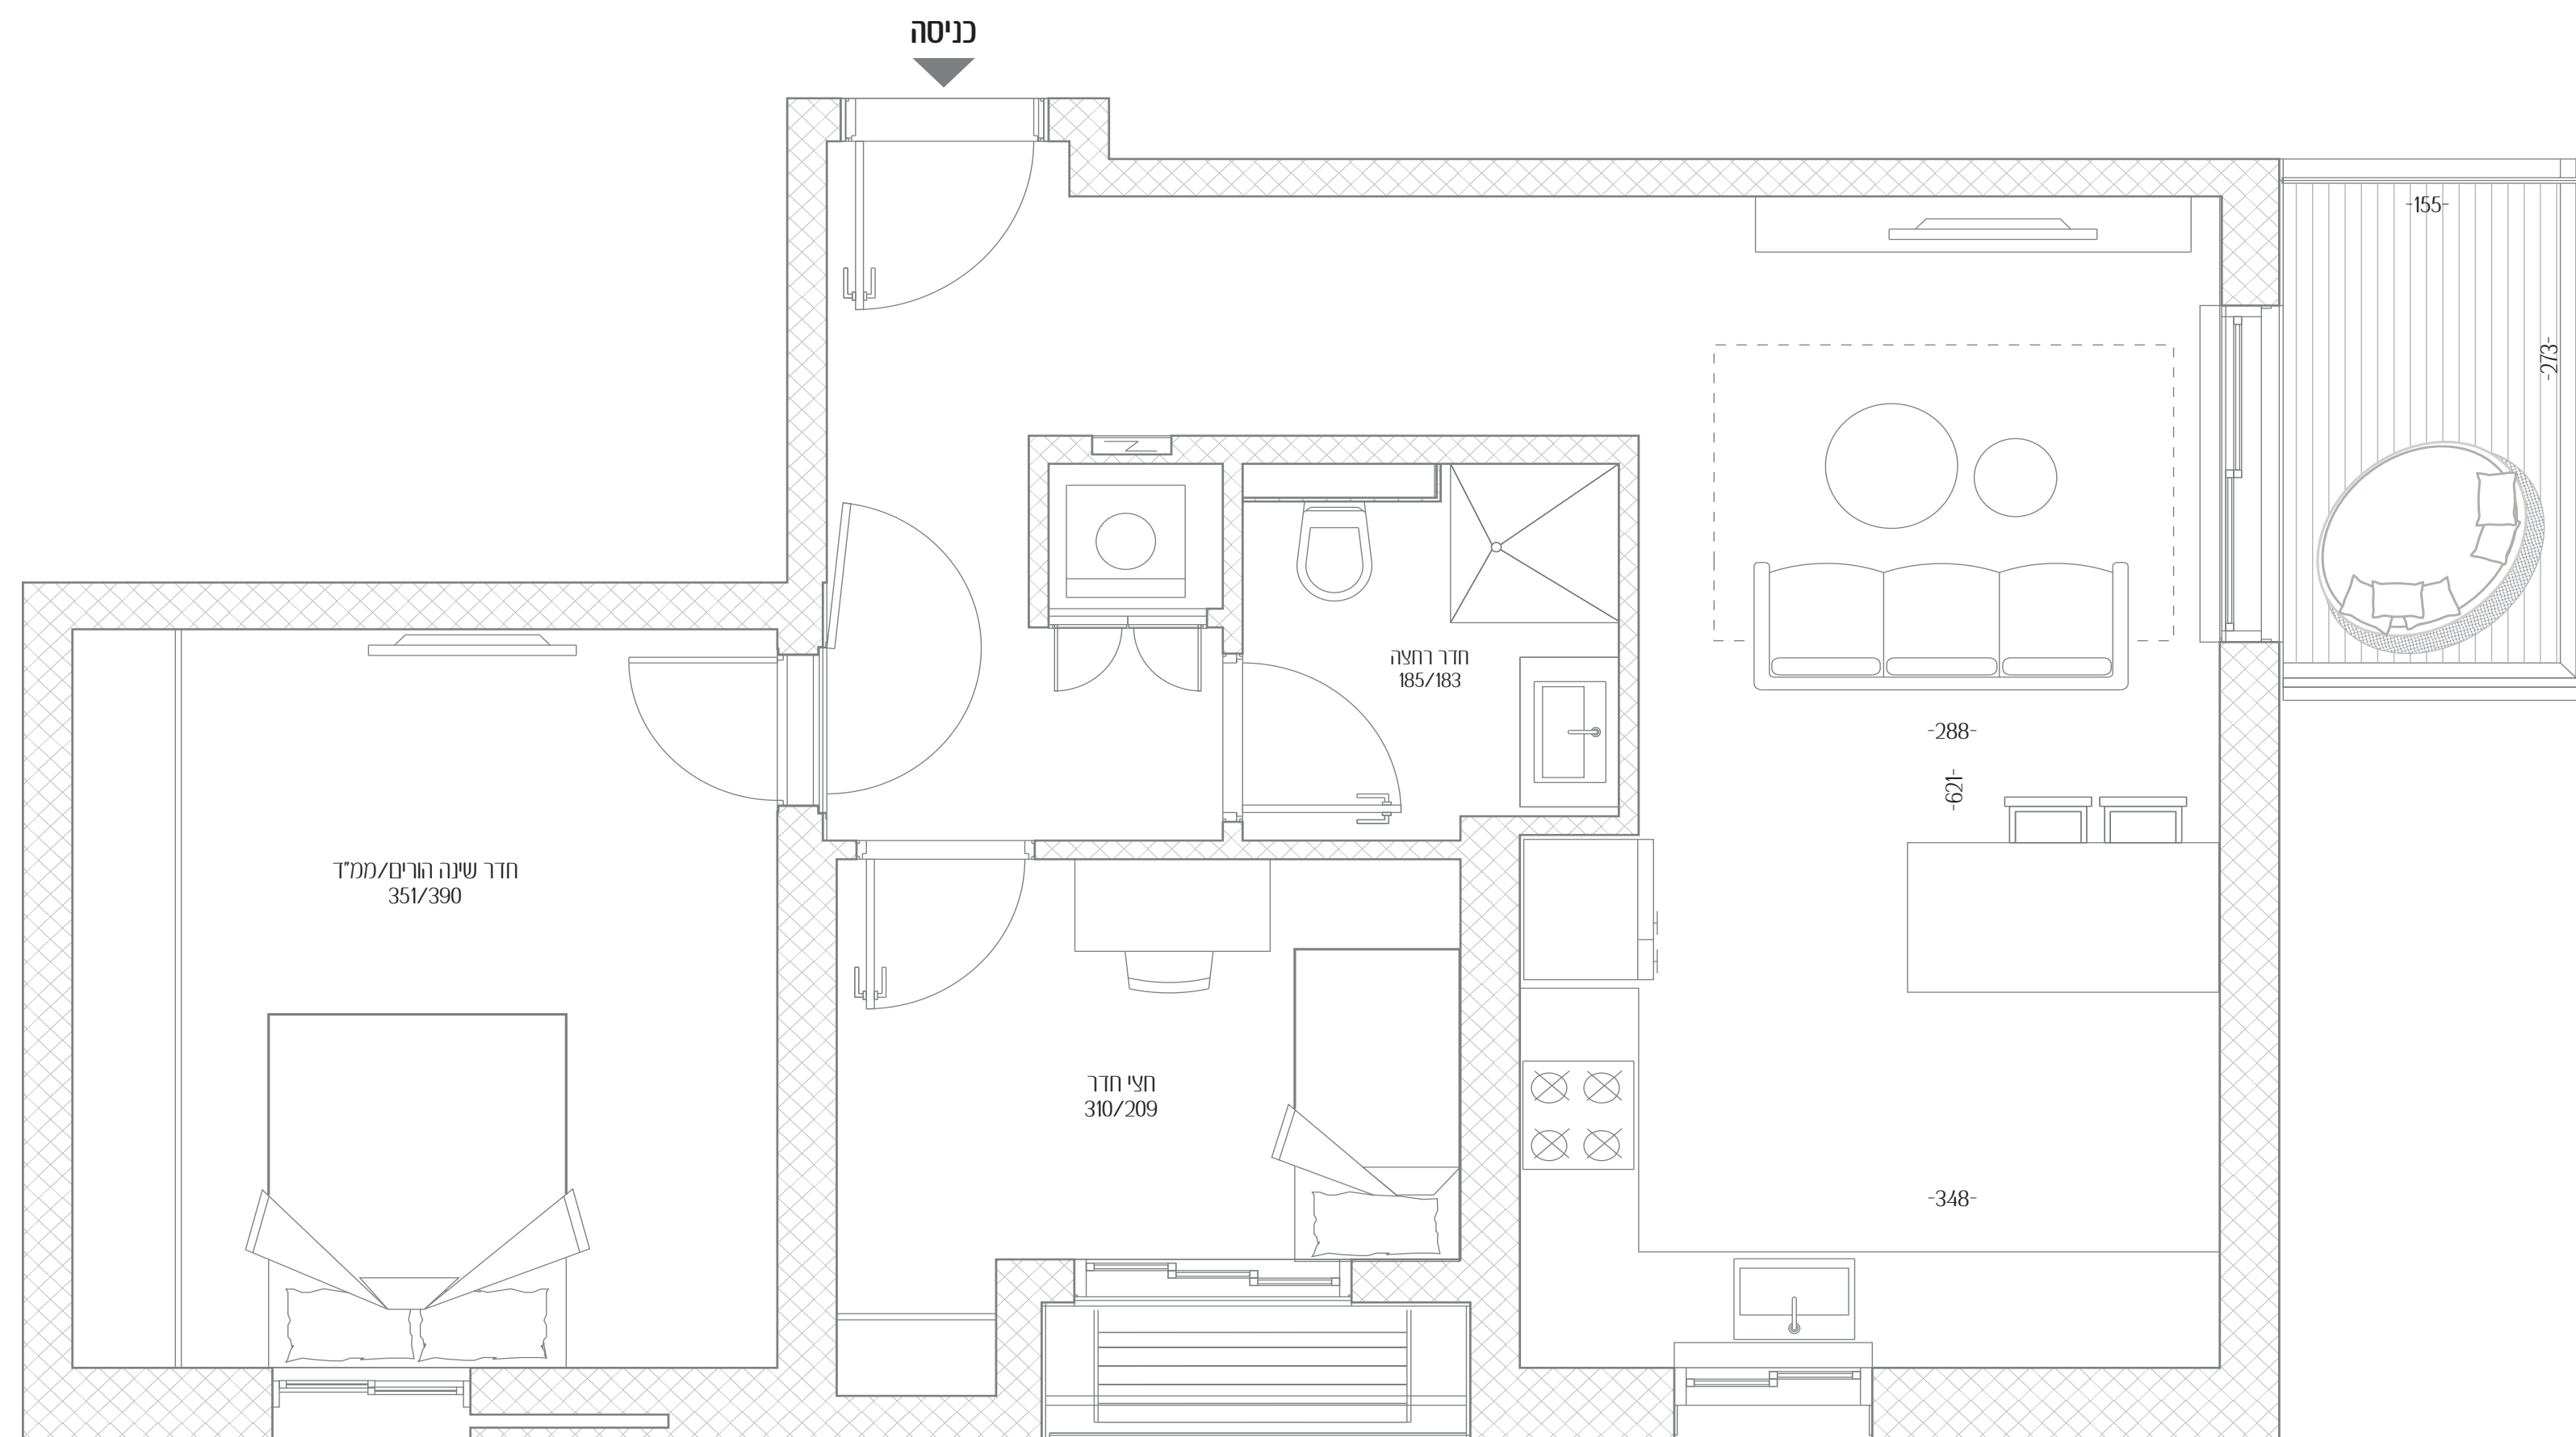 כניסה
-155-
-273-
חדר רחצה
185/183
-288-
-621-
חדר שינה הורים/ממ"ד
351/390
חצי חדר
310/209
-348-